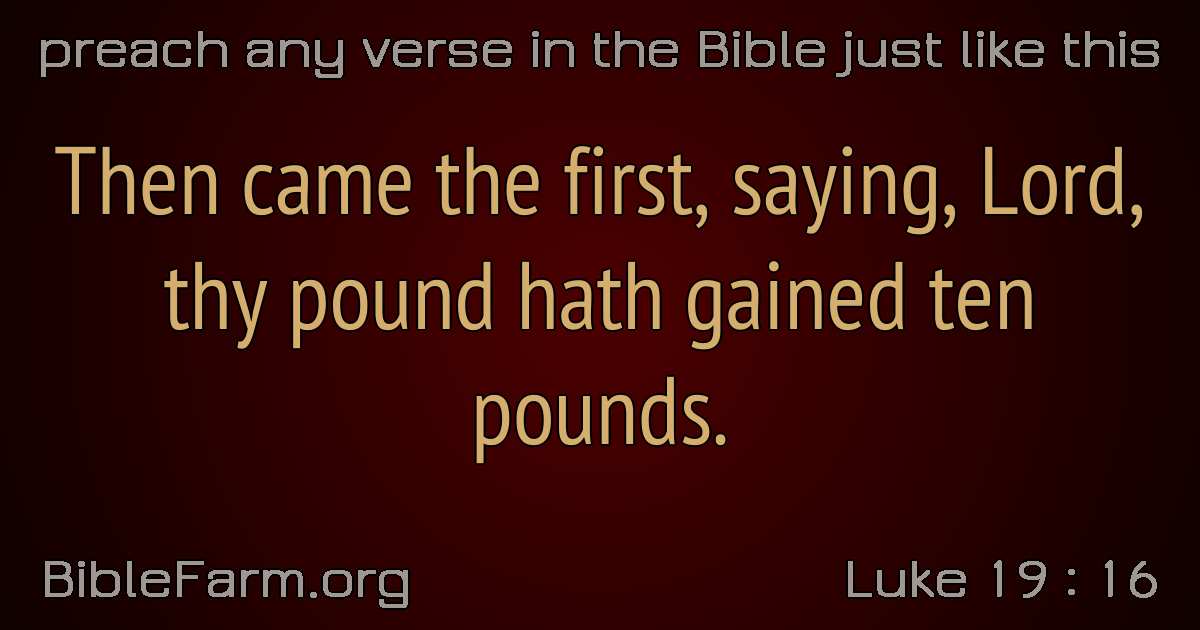 preach any verse in the Bible just like this
Then came the first, saying, Lord,
thy pound hath gained ten
pounds.
BibleFarm.org
Luke 19 : 16